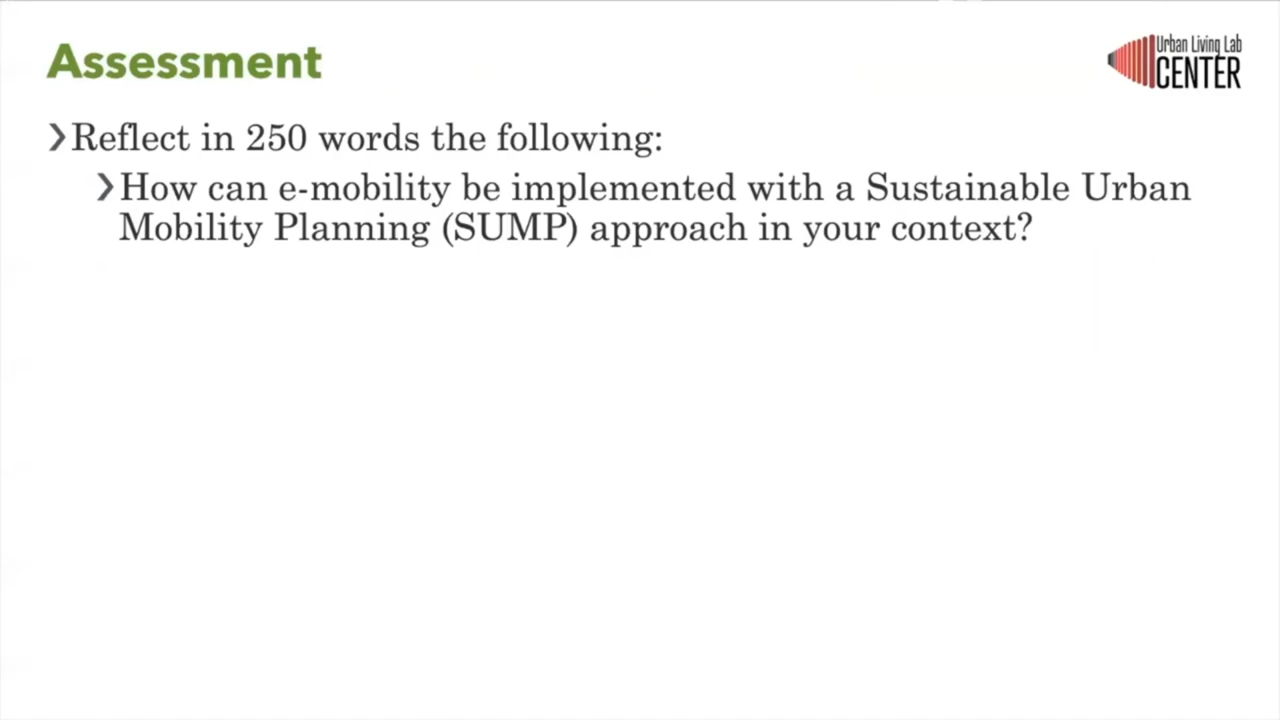 Assessment
Urban Living Lab
CENTER
❯Reflect in 250 words the following:
❯How can e-mobility be implemented with a Sustainable Urban
Mobility Planning (SUMP) approach in your context?